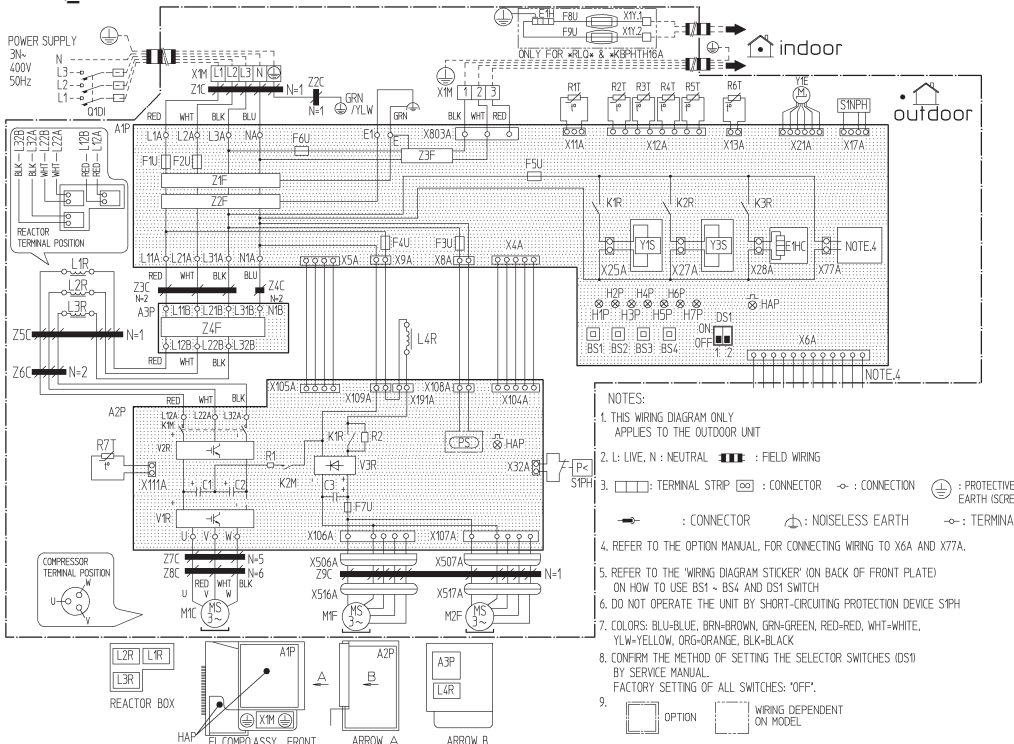 POWER SUPPLY
3N~
400V
50Hz
N
L3
L2
L1
Q1DI
X1M L1 L2 L3 N
Z1C N=1
Z2C
N=1
GRN
/YLW
E1H F8U X1Y.1
F9U X1Y.2
ONLY FOR *RLQ* & *KBPHTH16A
indoor
outdoor
X1M 1 2 3
RED WHT BLK BLU GRN BLK WHT RED
R1T R2T R3T R4T R5T R6T Y1E S1NPH
t° t° t° t° t° t° M
X11A X12A X13A X21A X17A
A1P L1A L2A L3A NA E1 E X803A
F1U F2U F6U Z3F F5U
Z1F
Z2F
K1R K2R K3R
Y1S Y3S E1HC NOTE.4
X25A X27A X28A X77A
BLK L32B
BLK L32A
WHT L22B
WHT L22A
RED L12B
RED L12A
REACTOR
TERMINAL POSITION
F4U F3U X4A
L11A L21A L31A N1A X5A X9A X8A
L1R
L2R
L3R
RED WHT BLK BLU
Z3C
N=2
Z4C
N=2
A3P L11B L21B L31B N1B
Z4F
L12B L22B L32B
RED WHT BLK
Z5C N=1
Z6C N=2
L4R
H2P H4P H6P
H1P H3P H5P H7P
HAP
DS1
ON
OFF
1 2
BS1 BS2 BS3 BS4
X6A
NOTE.4
RED WHT BLK
X105A X109A X191A X108A X104A
A2P
L12A L22A L32A
K1M
R7T
t°
X111A
V2R
R1
K2M
K1R R2
PS HAP
V3R
C1 C2 C3
F7U
V1R
X32A
P<
S1PH
U V W
X106A X107A
Z7C N=5
Z8C N=6
RED WHT BLK
U V W
M1C MS
3~
X506A X507A
Z9C N=1
X516A X517A
M1F MS
3~
M2F MS
3~
COMPRESSOR
TERMINAL POSITION
W
U
V
NOTES:
1. THIS WIRING DIAGRAM ONLY
APPLIES TO THE OUTDOOR UNIT
2. L: LIVE, N : NEUTRAL : FIELD WIRING
3. : TERMINAL STRIP : CONNECTOR : CONNECTION : PROTECTIVE
EARTH (SCRE
: CONNECTOR : NOISELESS EARTH : TERMINA
4. REFER TO THE OPTION MANUAL, FOR CONNECTING WIRING TO X6A AND X77A.
5. REFER TO THE 'WIRING DIAGRAM STICKER' (ON BACK OF FRONT PLATE)
ON HOW TO USE BS1 ~ BS4 AND DS1 SWITCH
6. DO NOT OPERATE THE UNIT BY SHORT-CIRCUITING PROTECTION DEVICE S1PH
7. COLORS: BLU=BLUE, BRN=BROWN, GRN=GREEN, RED=RED, WHT=WHITE,
YLW=YELLOW, ORG=ORANGE, BLK=BLACK
8. CONFIRM THE METHOD OF SETTING THE SELECTOR SWITCHES (DS1)
BY SERVICE MANUAL.
FACTORY SETTING OF ALL SWITCHES: "OFF".
9. OPTION WIRING DEPENDENT
ON MODEL
L2R L1R
L3R
REACTOR BOX
A1P
X1M
HAP
EL.COMPO.ASSY FRONT
A
A2P
B
ARROW A
A3P
L4R
ARROW B